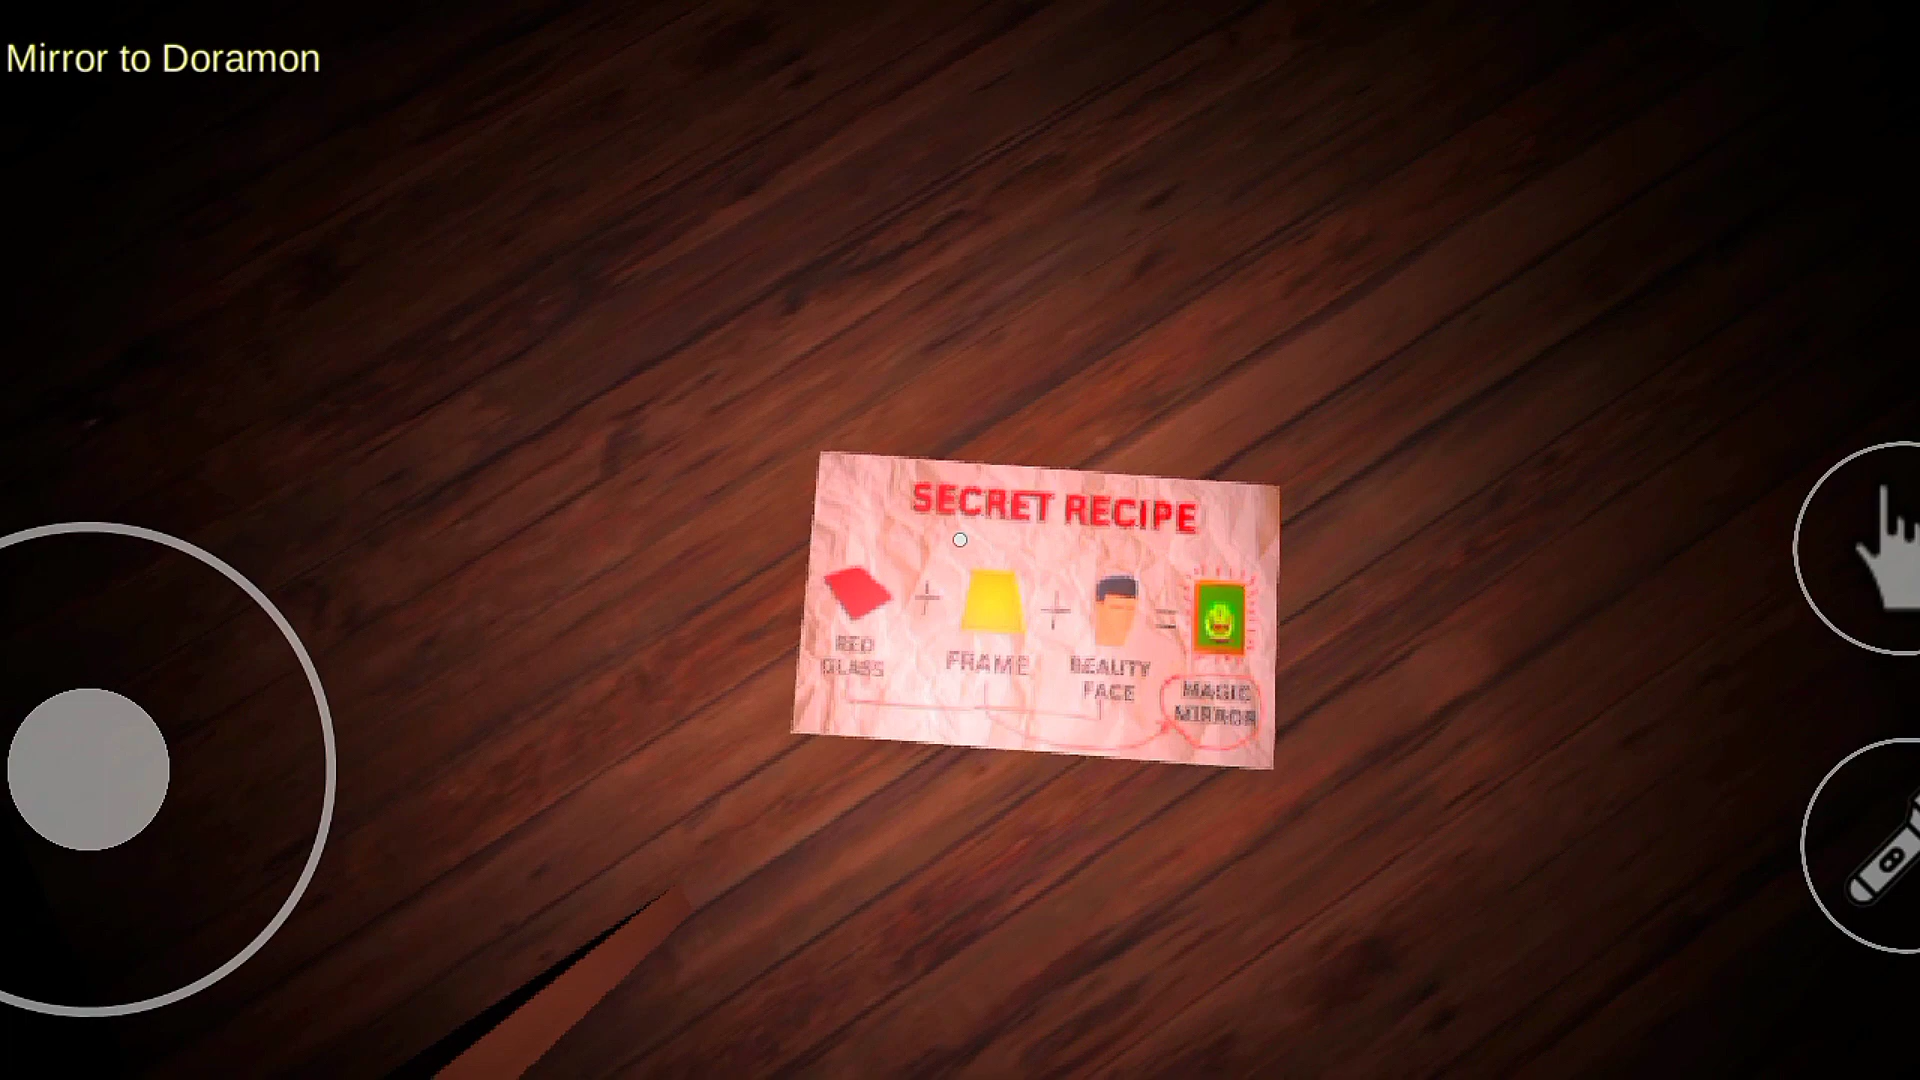 Mirror to Doramon
SECRET RECIPE
+ + =
RED
GLASS
FRAME
BEAUTY
FACE
MAGIC
MIRROR